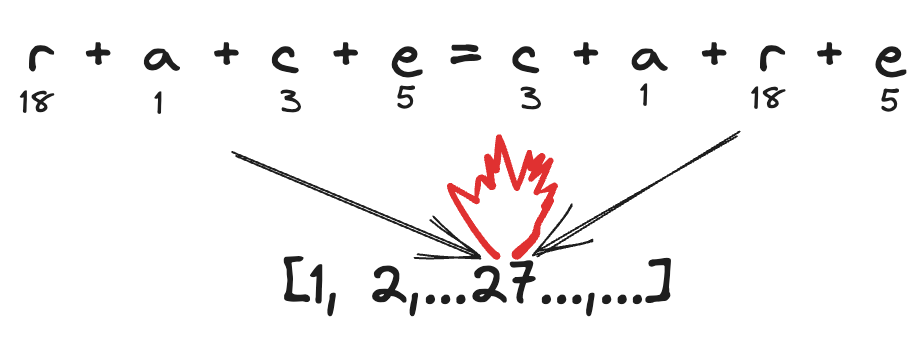 r + a + c + e = c + a + r + e
18 1 3 5 3 1 18 5
[1, 2,...27...,...]